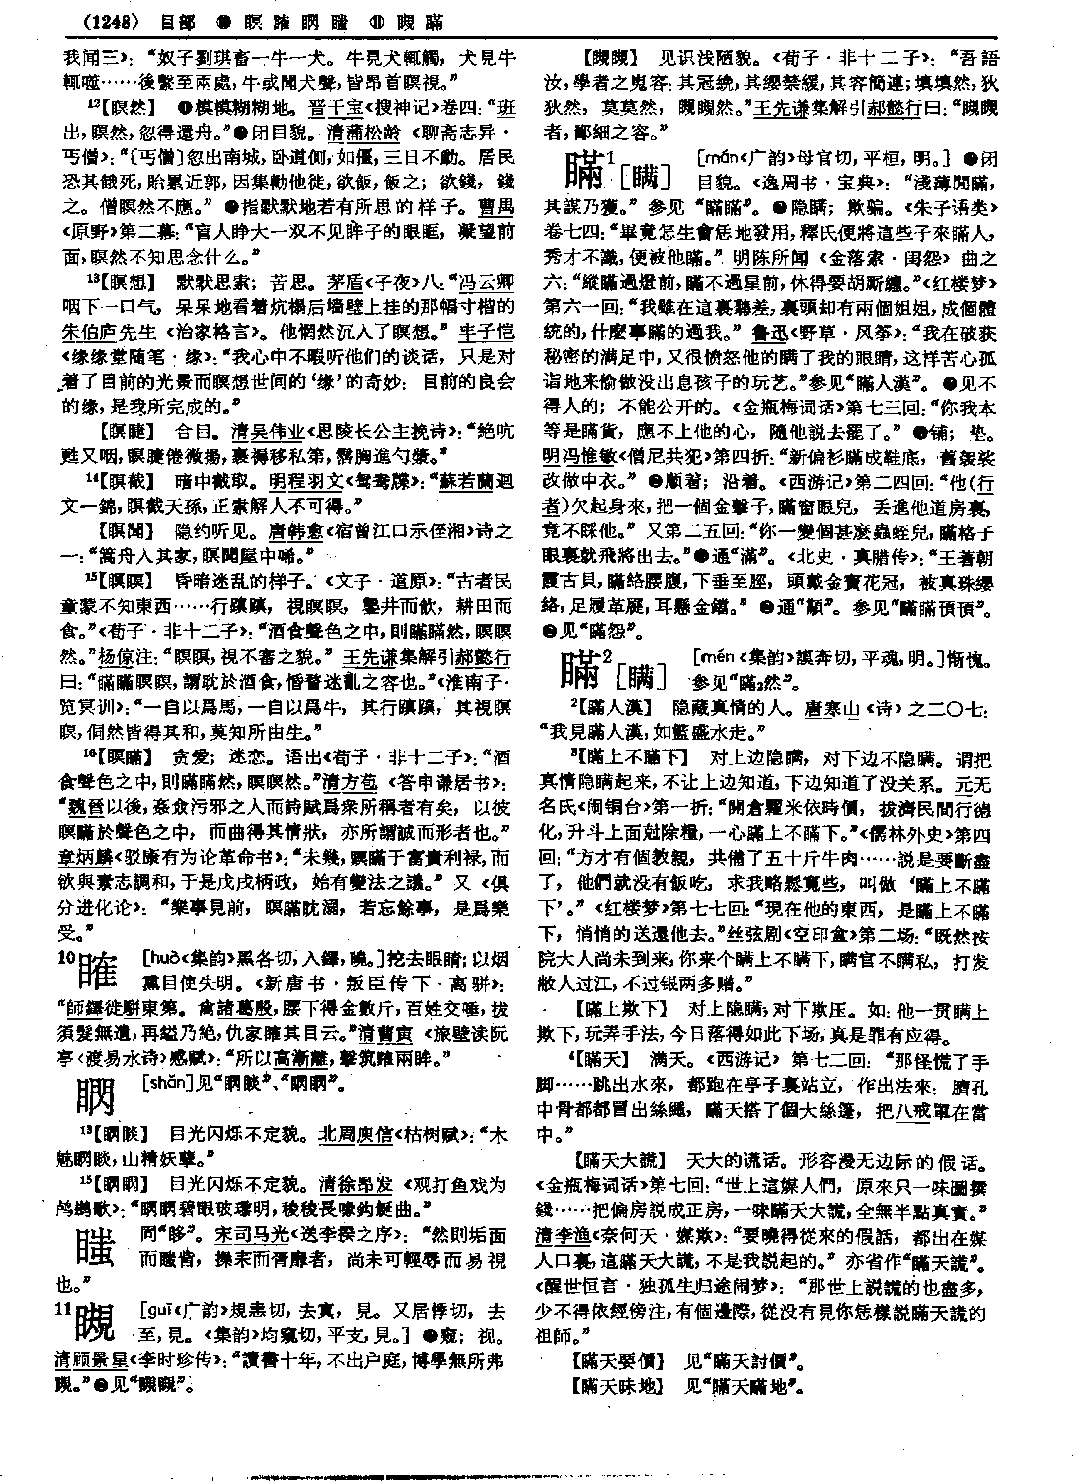 （1248） 目部 ❿ 瞑 䁨 𥇛 䁅 ⓫ 瞡 瞞
我闻三》：“奴子劉琪畜一牛一犬。牛見犬輒觸，犬見牛
輒噬……後繫至兩處，牛或聞犬聲，皆昂首瞑視。”
12【瞑然】 ❶模模糊糊地。晋干宝《搜神记》卷四：“班
出，瞑然，忽得還舟。”❷闭目貌。清蒲松龄《聊斋志异·
丐僧》：“〔丐僧〕忽出南城，卧道側，如僵，三日不動。居民
恐其餓死，貽累近郭，因集勸他徙，欲飯，飯之；欲錢，錢
之。僧瞑然不應。”❸指默默地若有所思的样子。曹禺
《原野》第二幕：“盲人睁大一双不见眸子的眼眶，凝望前
面，瞑然不知思念什么。”
13【瞑想】 默默思索；苦思。茅盾《子夜》八：“冯云卿
咽下一口气，呆呆地看着炕榻后墙壁上挂的那幅寸楷的
朱伯庐先生《治家格言》。他惘然沉入了瞑想。”丰子恺
《缘缘堂随笔·缘》：“我心中不暇听他们的谈话，只是对
着了目前的光景而瞑想世间的‘缘’的奇妙：目前的良会
的缘，是我所完成的。”
【瞑睫】 合目。清吴伟业《思陵长公主挽诗》：“絶吭
甦又咽，瞑睫倦微揚，裹褥移私第，霑胸進勺漿。”
14【瞑截】 暗中截取。明程羽文《鸳鸯牒》：“蘇若蘭迴
文一錦，瞑截天孫，正索解人不可得。”
【瞑聞】 隐约听见。唐韩愈《宿曾江口示侄湘》诗之
一：“篙舟入其家，瞑聞屋中唏。”
15【瞑瞑】 昏暗迷乱的样子。《文子·道原》：“古者民
童蒙不知東西……行蹎蹎，視瞑瞑，鑿井而飲，耕田而
食。”《荀子·非十二子》：“酒食聲色之中，則瞞瞞然，瞑瞑
然。”杨倞注：“瞑瞑，視不審之貌。”王先谦集解引郝懿行
曰：“瞞瞞瞑瞑，謂耽於酒食，惛瞀迷亂之容也。”《淮南子·
览冥训》：“一自以爲馬，一自以爲牛，其行蹎蹎，其視瞑
瞑，侗然皆得其和，莫知所由生。”
16【瞑瞞】 贪爱；迷恋。语出《荀子·非十二子》：“酒
食聲色之中，則瞞瞞然，瞑瞑然。”清方苞《答申谦居书》：
“魏晉以後，姦僉污邪之人而詩賦爲衆所稱者有矣，以彼
瞑瞞於聲色之中，而曲得其情狀，亦所謂誠而形者也。”
章炳麟《驳康有为论革命书》：“未幾，瞑瞞于富貴利禄，而
欲與素志調和，于是戊戌柄政，始有變法之議。”又《俱
分进化论》：“樂事見前，瞑瞞眈溺，若忘餘事，是爲樂
受。”
10 䁨 [huò《集韵》黑各切，入鐸，曉。]挖去眼睛；以烟
熏目使失明。《新唐书·叛臣传下·高骈》：
“師鐸徙駢東第。禽諸葛殷，腰下得金數斤，百姓交唾，拔
須髮無遺，再縊乃絶，仇家䁨其目云。”清曹寅《旅壁读阮
亭〈渡易水诗〉感赋》：“所以高漸離，擊筑䁨兩眸。”
𥇛 [shǎn]见“𥇛睒”、“𥇛𥇛”。
13【𥇛睒】 目光闪烁不定貌。北周庾信《枯树赋》：“木
魅𥇛睒，山精妖孽。”
15【𥇛𥇛】 目光闪烁不定貌。清徐昂发《观打鱼戏为
鸬鹚歌》：“𥇛𥇛碧眼玻瓈明，稜稜長喙鈎鋋曲。”
䁅 同“眵”。宋司马光《送李揆之序》：“然則垢面
也。”
11 瞡 [guī《广韵》規恚切，去寘，見。又居悸切，去
至，見。《集韵》均窺切，平支，見。] ❶窥；视。
清顾景星《李时珍传》：“讀書十年，不出户庭，博學無所弗
瞡。”❷见“瞡瞡”。
【瞡瞡】 见识浅陋貌。《荀子·非十二子》：“吾語
汝，學者之嵬容：其冠絻，其纓禁緩，其容簡連；填填然，狄
狄然，莫莫然，瞡瞡然。”王先谦集解引郝懿行曰：“瞡瞡
者，鄙細之容。”
瞞1［瞒］ [mán《广韵》母官切，平桓，明。] ❶闭
目貌。《逸周书·宝典》：“淺薄閒瞞，
其謀乃獲。”参见“瞞瞞”。❷隐瞒；欺骗。《朱子语类》
卷七四：“畢竟怎生會恁地發用，釋氏便將這些子來瞞人，
秀才不識，便被他瞞。”明陈所闻《金落索·闺怨》曲之
六：“縱瞞過燈前，瞞不過星前，休得要胡厮纏。”《红楼梦》
第六一回：“我雖在這裏聽差，裏頭却有兩個姐姐，成個體
統的，什麽事瞞的過我。”鲁迅《野草·风筝》：“我在破获
秘密的满足中，又很愤怒他的瞒了我的眼睛，这样苦心孤
诣地来偷做没出息孩子的玩艺。”参见“瞞人漢”。❸见不
得人的；不能公开的。《金瓶梅词话》第七三回：“你我本
等是瞞貨，應不上他的心，隨他説去罷了。”❹铺；垫。
明冯惟敏《僧尼共犯》第四折：“新偏衫瞞成鞋底，舊袈裟
改做中衣。”❺顺着；沿着。《西游记》第二四回：“他（行
者）欠起身來，把一個金擊子，瞞窗眼兒，丢進他道房裏，
竟不睬他。”又第二五回：“你一變個甚麽蟲蛭兒，瞞格子
眼裏就飛將出去。”❻通“滿”。《北史·真腊传》：“王著朝
霞古貝，瞞絡腰腹，下垂至脛，頭戴金寶花冠，被真珠纓
絡，足履革屣，耳懸金鐺。”❼通“顢”。参见“瞞瞞頇頇”。
❽见“瞞怨”。
瞞2［瞒］ [mén《集韵》謨奔切，平魂，明。]惭愧。
参见“瞞2然”。
2【瞞人漢】 隐藏真情的人。唐寒山《诗》之二〇七：
“我見瞞人漢，如籃盛水走。”
3【瞞上不瞞下】 对上边隐瞒，对下边不隐瞒。谓把
真情隐瞒起来，不让上边知道，下边知道了没关系。元无
名氏《闹铜台》第一折：“開倉糶米依時價，拔濟民間行德
化，升斗上面尅除糧，一心瞞上不瞞下。”《儒林外史》第四
回：“方才有個教親，共備了五十斤牛肉……説是要斷盡
了，他們就没有飯吃，求我略鬆寬些，叫做‘瞞上不瞞
下’。”《红楼梦》第七七回：“現在他的東西，是瞞上不瞞
下，悄悄的送還他去。”丝弦剧《空印盒》第二场：“既然按
院大人尚未到来，你来个瞒上不瞒下，瞒官不瞒私，打发
敝人过江，不过银两多赠。”
【瞞上欺下】 对上隐瞒；对下欺压。如：他一贯瞒上
欺下，玩弄手法，今日落得如此下场，真是罪有应得。
4【瞞天】 满天。《西游记》第七二回：“那怪慌了手
脚……跳出水來，都跑在亭子裏站立，作出法來：臍孔
中骨都都冒出絲繩，瞞天搭了個大絲篷，把八戒罩在當
中。”
【瞞天大謊】 天大的谎话。形容漫无边际的假话。
《金瓶梅词话》第七回：“世上這媒人們，原來只一味圖撰
錢……把偏房説成正房，一味瞞天大謊，全無半點真實。”
清李渔《奈何天·媒欺》：“要曉得從來的假話，都出在媒
人口裏，這瞞天大謊，不是我説起的。”亦省作“瞞天謊”。
《醒世恒言·独孤生归途闹梦》：“那世上説謊的也盡多，
少不得依經傍注，有個邊際，從没有見你恁樣説瞞天謊的
祖師。”
【瞞天要價】 见“瞞天討價”。
【瞞天昧地】 见“瞞天瞞地”。